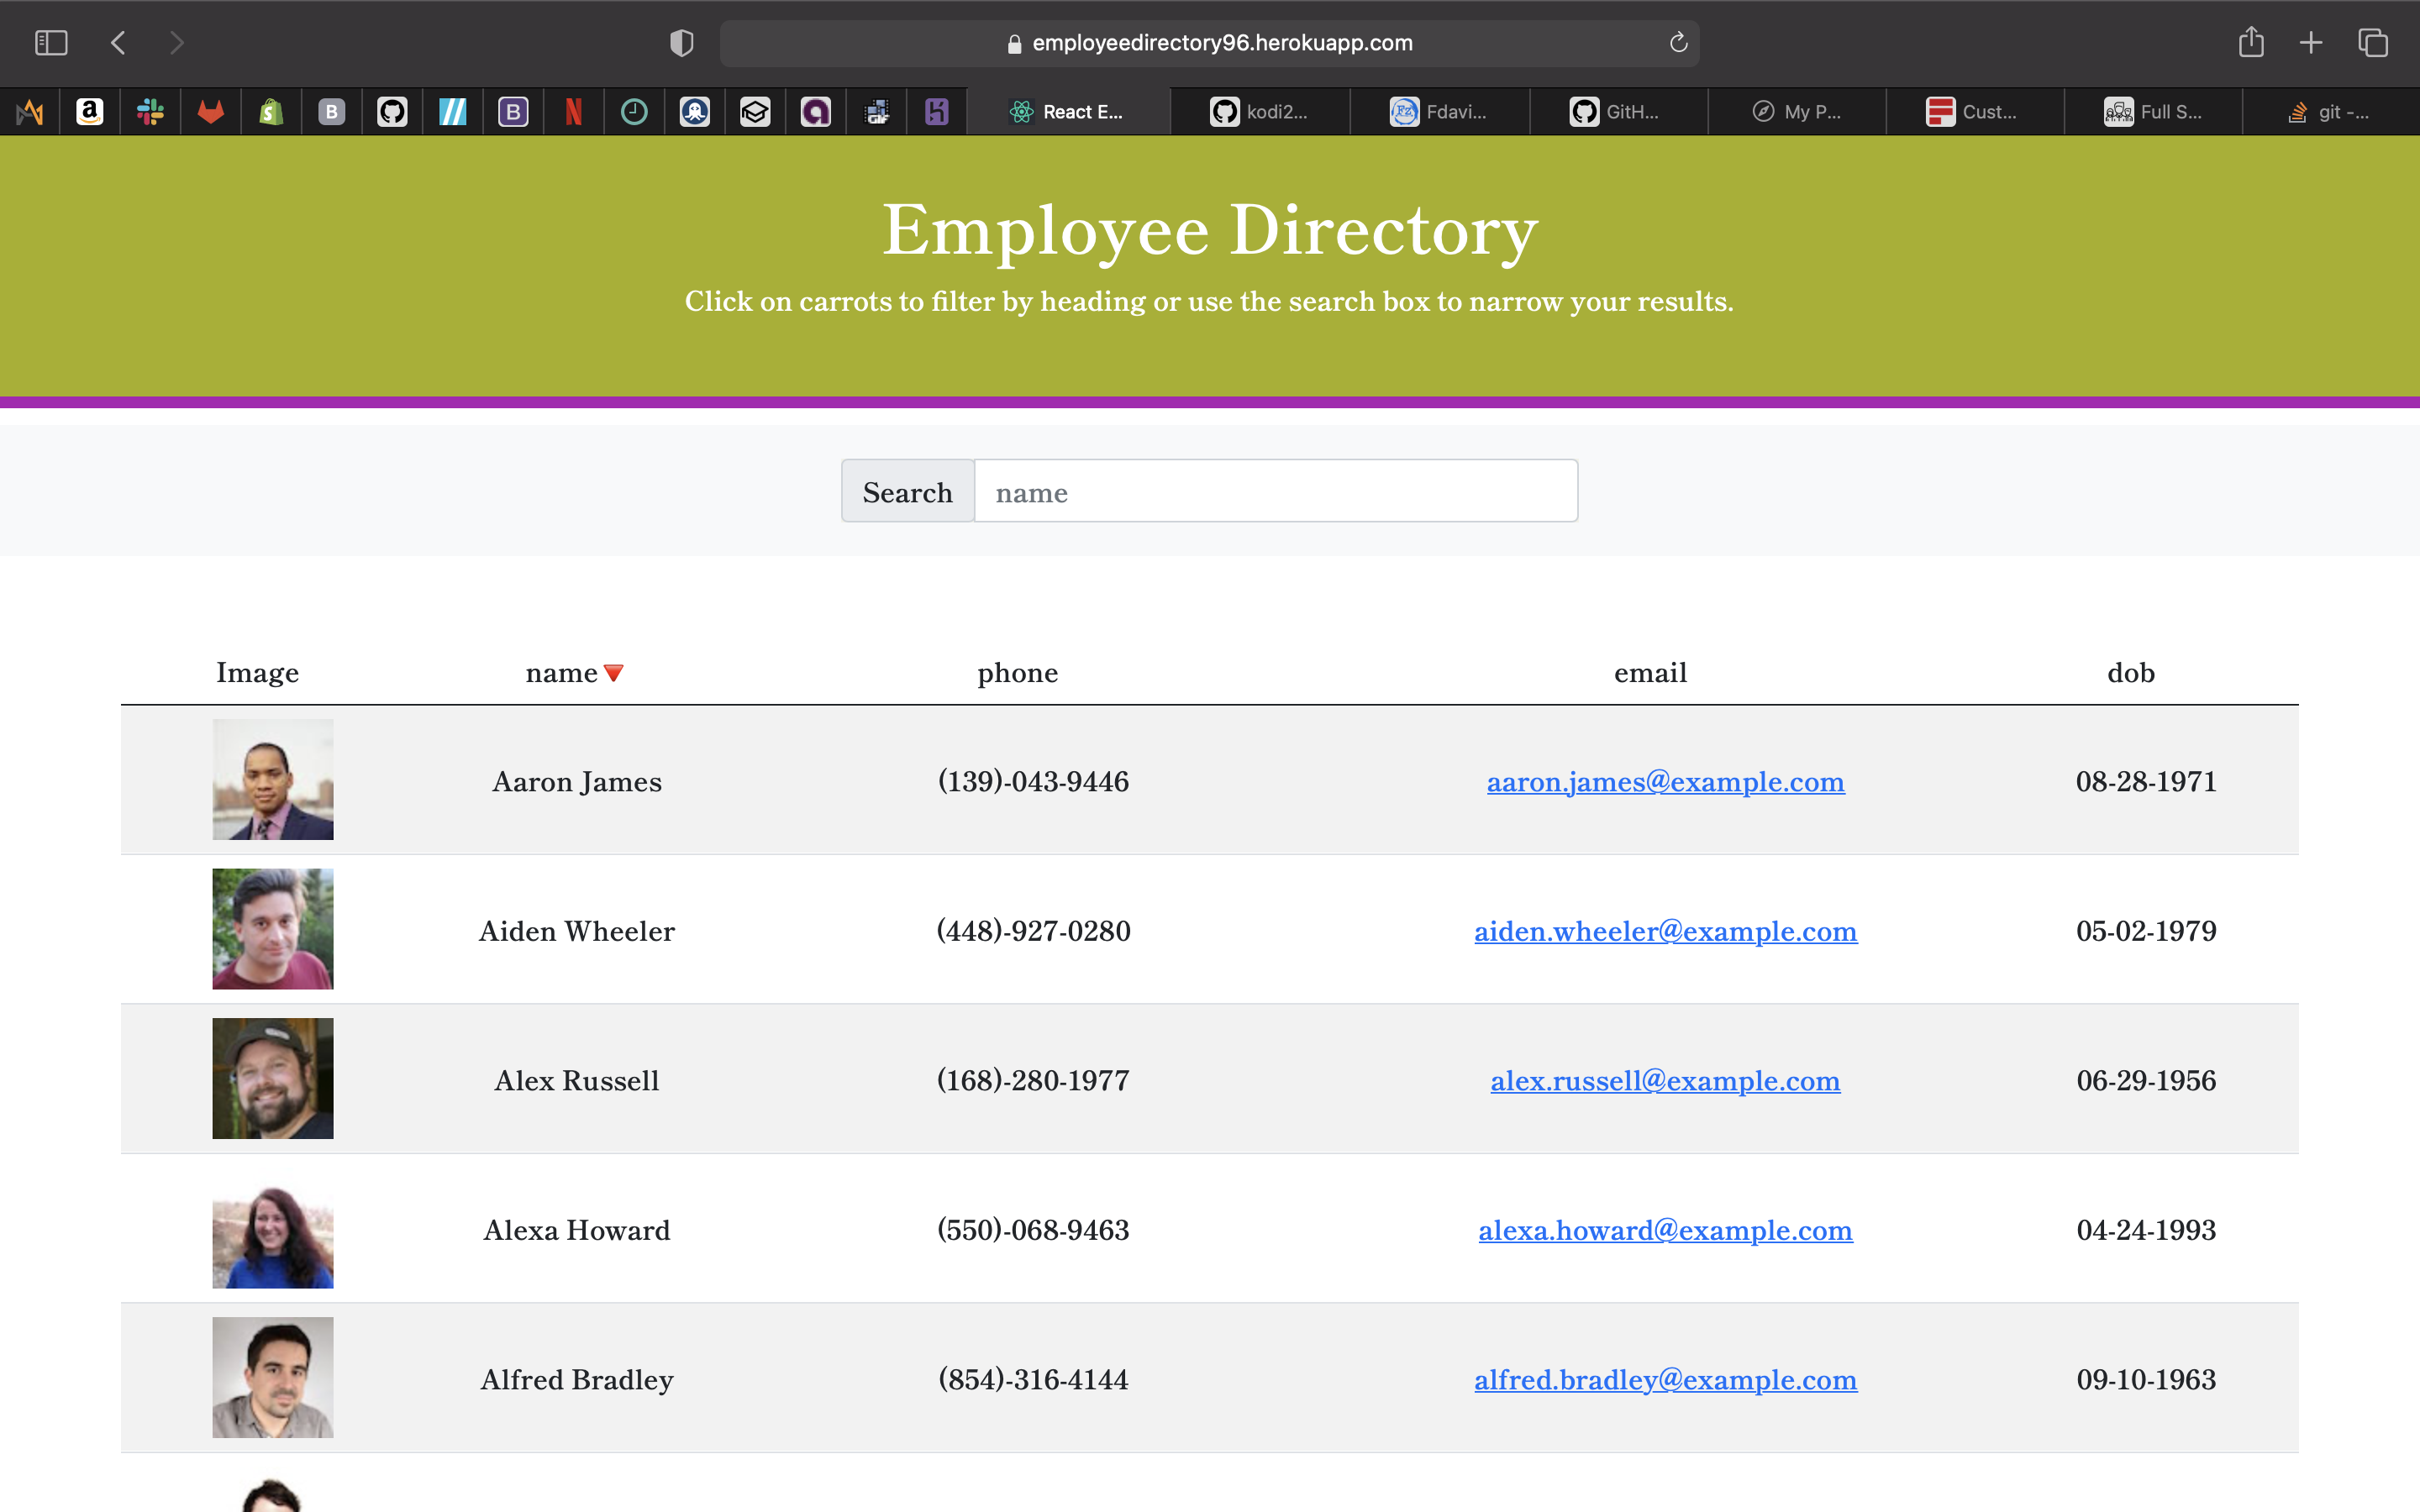 employeedirectory96.herokuapp.com
React E... kodi2... Fdavi... GitH... My P... Cust... Full S... git -...
Employee Directory
Click on carrots to filter by heading or use the search box to narrow your results.
Search name
Image name phone email dob
Aaron James (139)-043-9446 aaron.james@example.com 08-28-1971
Aiden Wheeler (448)-927-0280 aiden.wheeler@example.com 05-02-1979
Alex Russell (168)-280-1977 alex.russell@example.com 06-29-1956
Alexa Howard (550)-068-9463 alexa.howard@example.com 04-24-1993
Alfred Bradley (854)-316-4144 alfred.bradley@example.com 09-10-1963